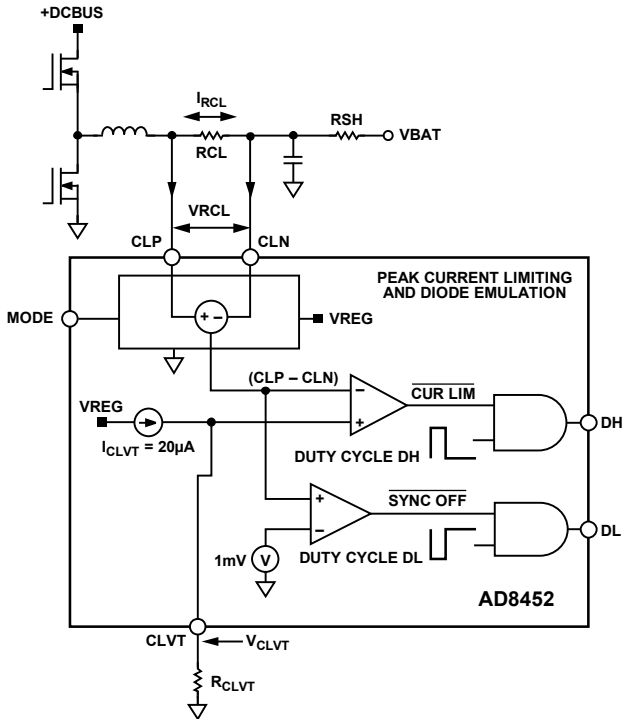 +DCBUS
IRCL
RCL
RSH
VBAT
VRCL
CLP
CLN
PEAK CURRENT LIMITING
AND DIODE EMULATION
MODE
+ –
VREG
(CLP – CLN)
VREG
ICLVT = 20µA
–
+
CUR LIM
DH
DUTY CYCLE DH
+
–
SYNC OFF
1mV
V
DUTY CYCLE DL
DL
AD8452
CLVT
VCLVT
RCLVT